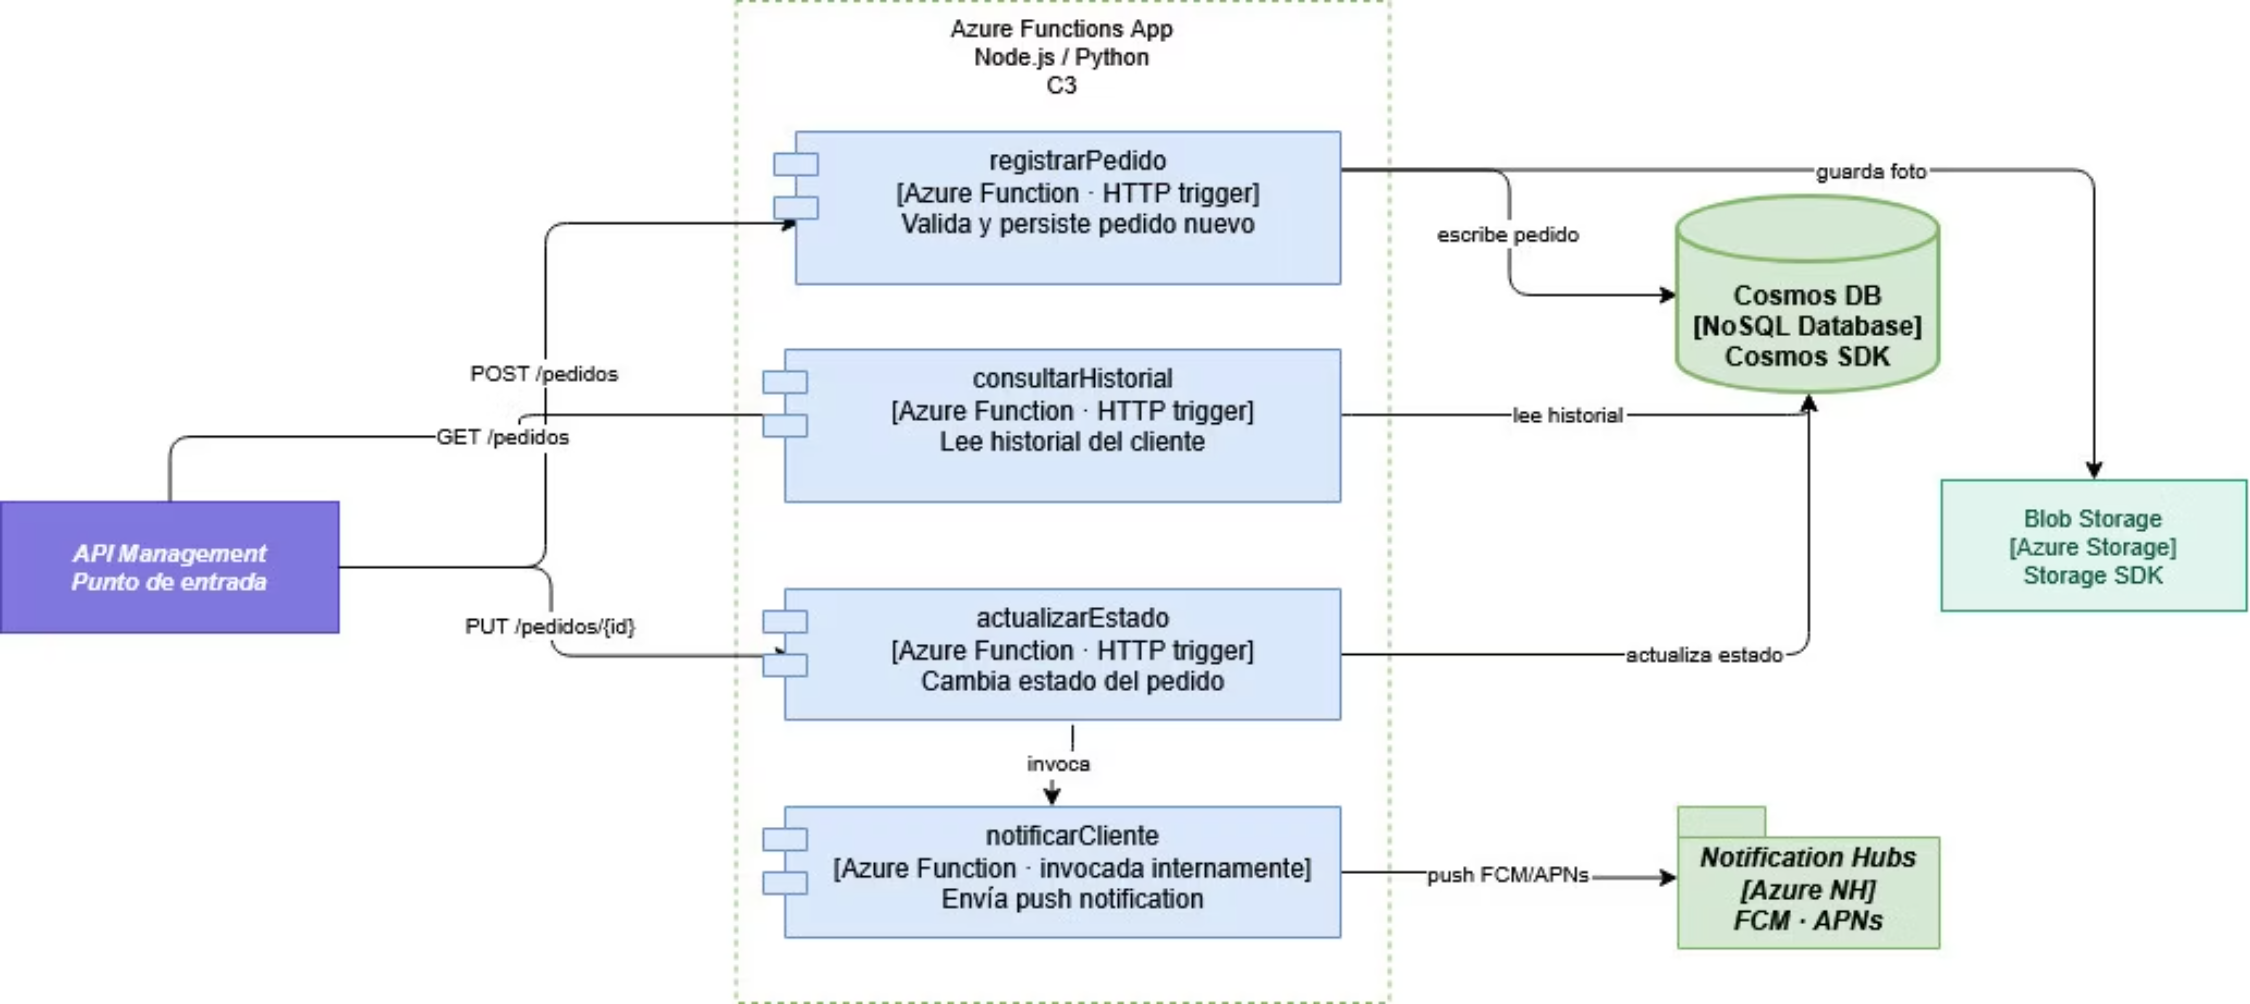 Azure Functions App
Node.js / Python
C3
registrarPedido
[Azure Function · HTTP trigger]
Valida y persiste pedido nuevo
guarda foto
escribe pedido
Cosmos DB
[NoSQL Database]
Cosmos SDK
POST /pedidos
consultarHistorial
[Azure Function · HTTP trigger]
Lee historial del cliente
lee historial
GET /pedidos
API Management
Punto de entrada
Blob Storage
[Azure Storage]
Storage SDK
PUT /pedidos/{id}
actualizarEstado
[Azure Function · HTTP trigger]
Cambia estado del pedido
actualiza estado
invoca
notificarCliente
[Azure Function · invocada internamente]
Envía push notification
push FCM/APNs
Notification Hubs
[Azure NH]
FCM · APNs